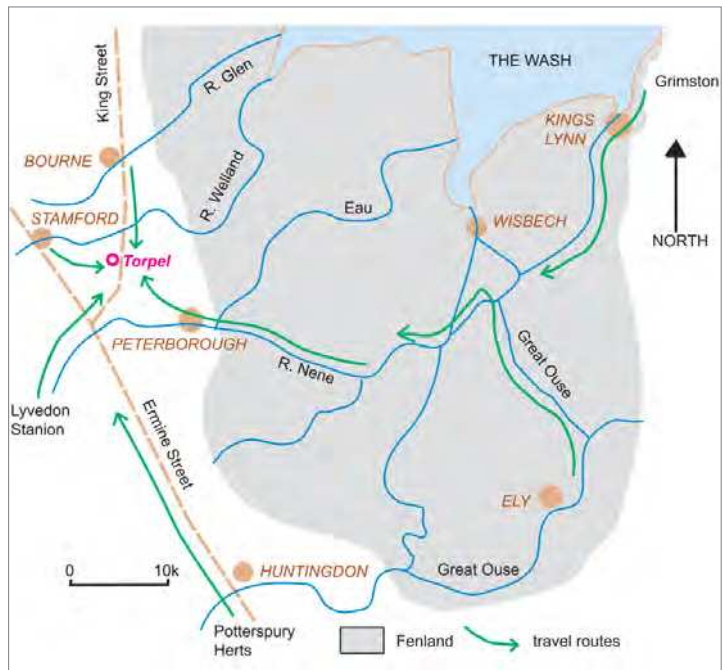 THE WASH
Grimston
King Street
R. Glen
KINGS
LYNN
BOURNE
R. Welland
Eau
STAMFORD
WISBECH
NORTH
Torpel
PETERBOROUGH
R. Nene
Great Ouse
Lyvedon
Stanion
Ermine Street
ELY
0 10k
HUNTINGDON
Great Ouse
Potterspury
Herts
Fenland
travel routes